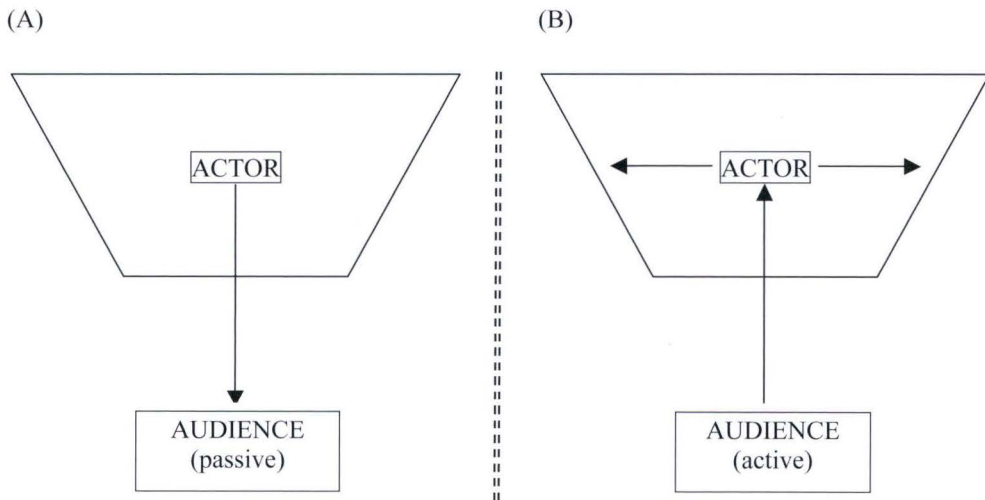 (A)
ACTOR
AUDIENCE
(passive)
(B)
ACTOR
AUDIENCE
(active)